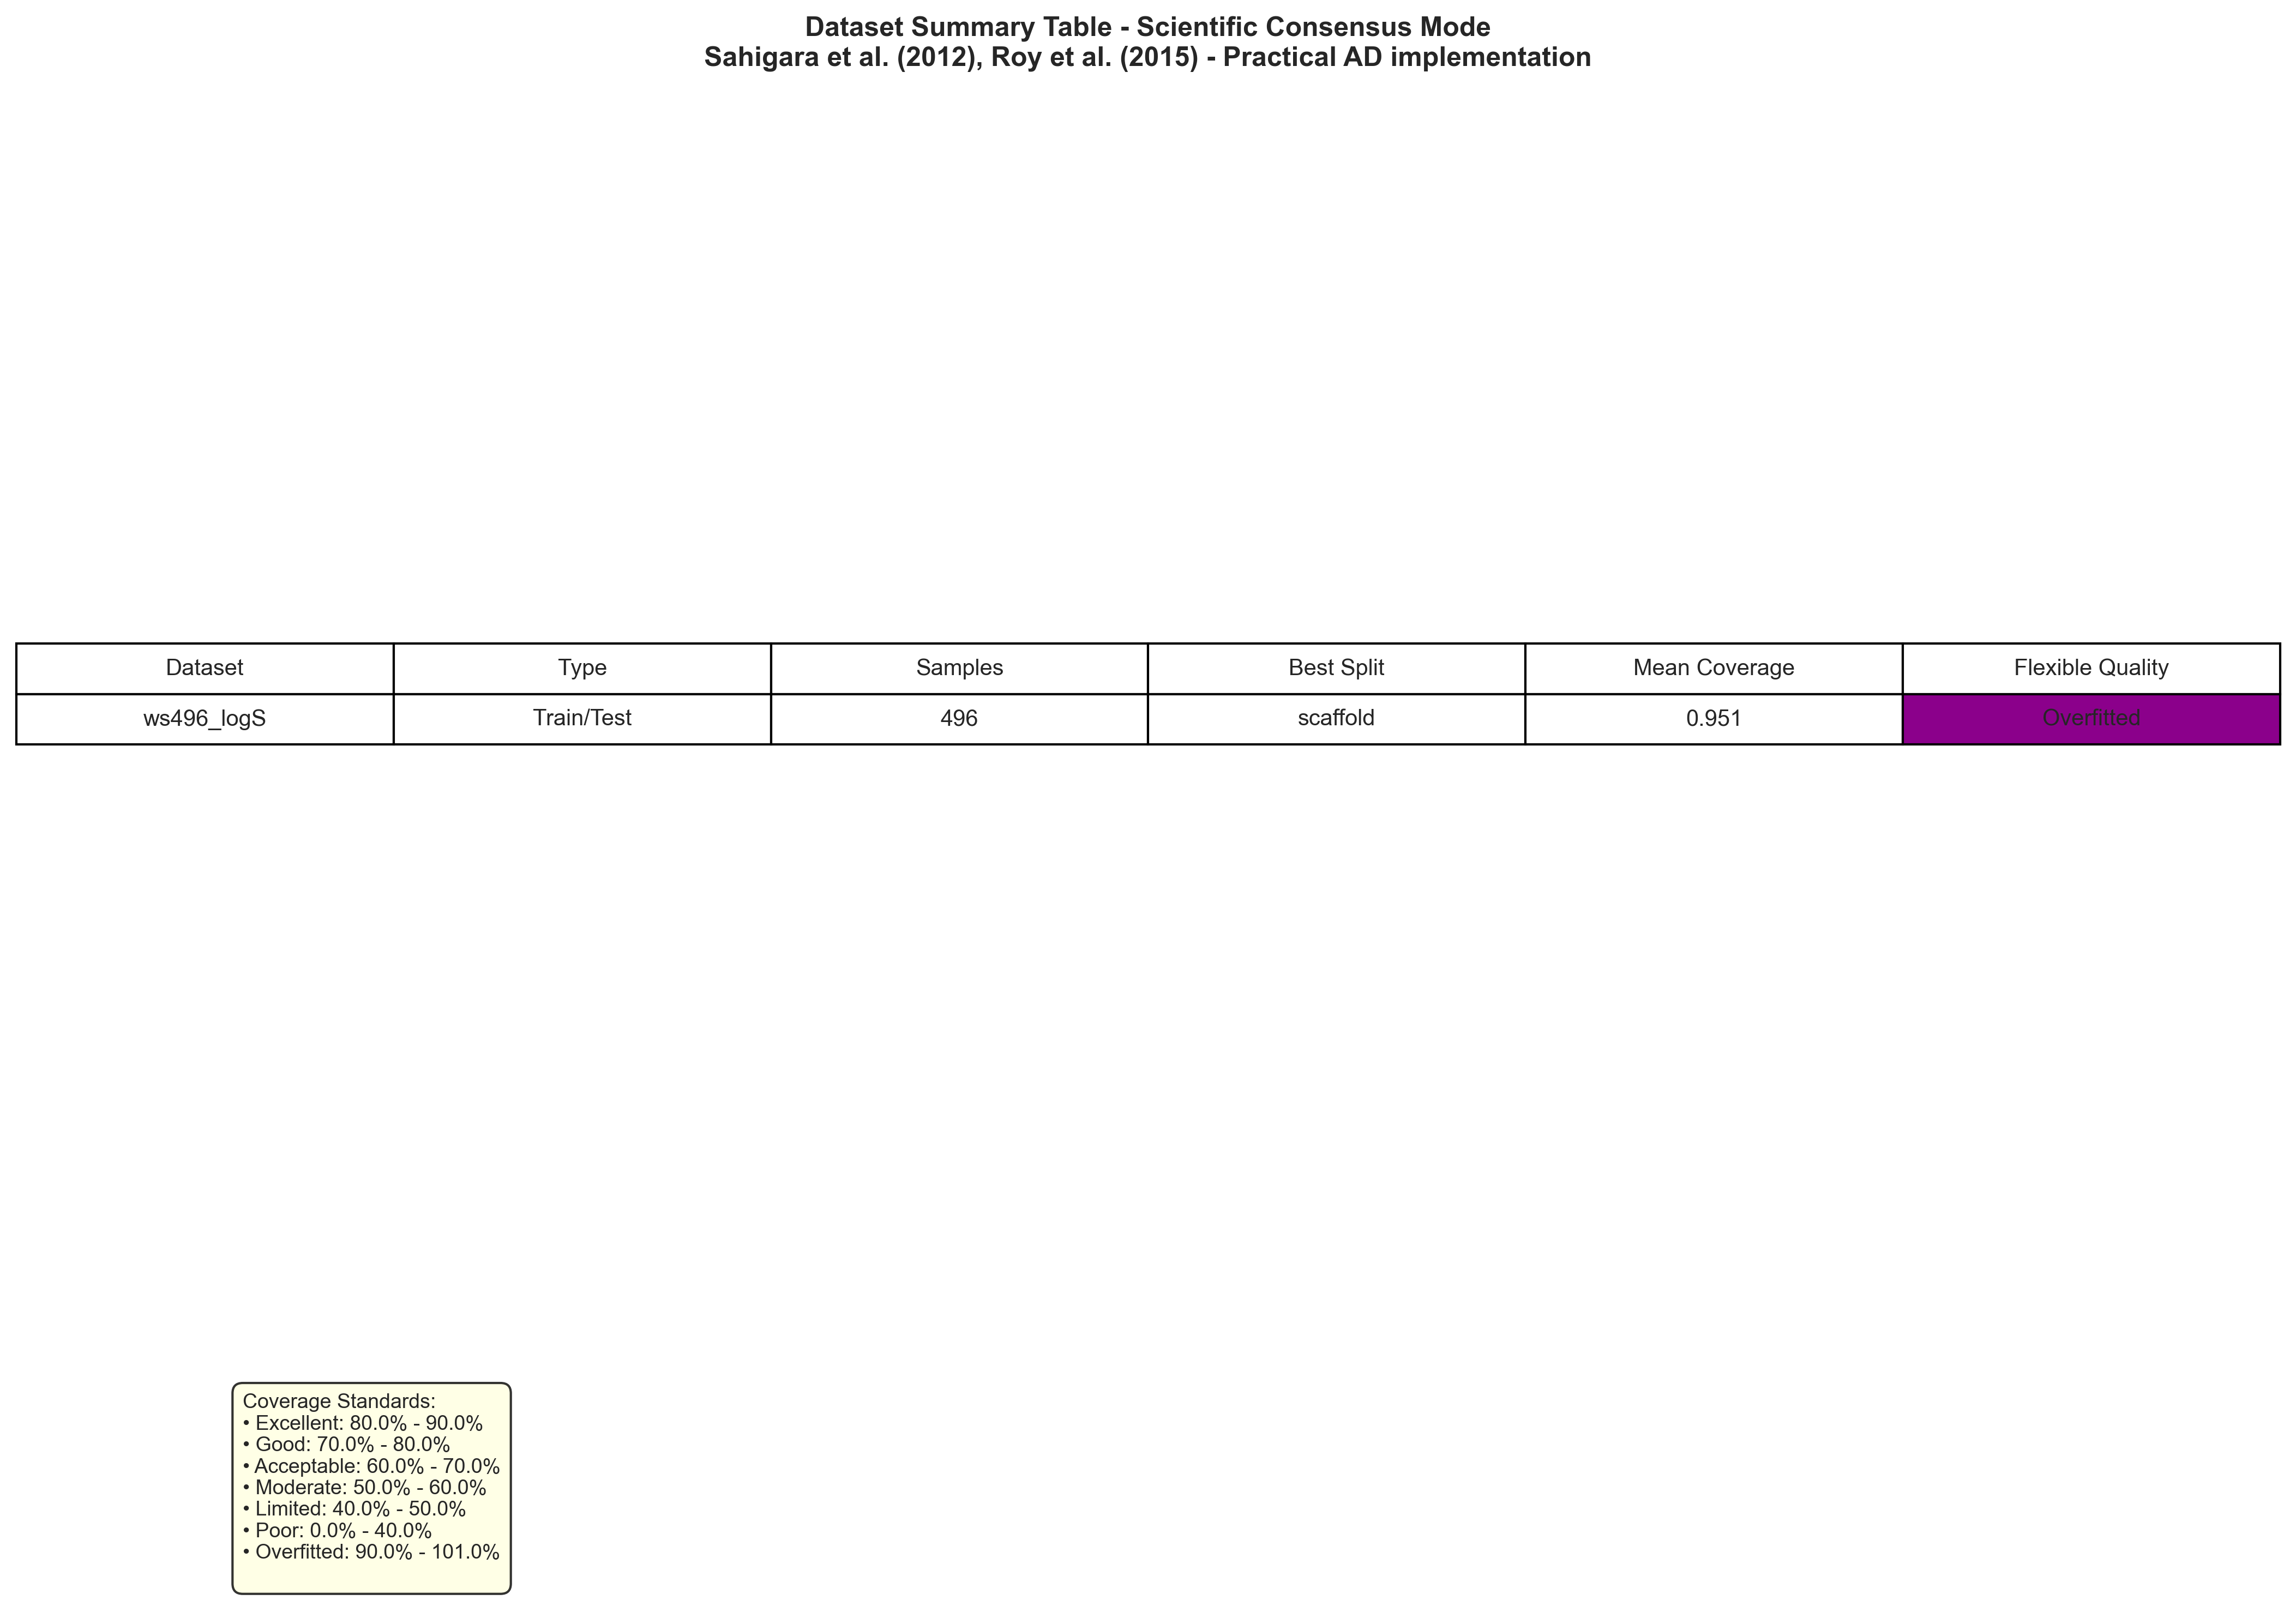 Dataset Summary Table - Scientific Consensus Mode
Sahigara et al. (2012), Roy et al. (2015) - Practical AD implementation
Dataset Type Samples Best Split Mean Coverage Flexible Quality
ws496_logS Train/Test 496 scaffold 0.951 Overfitted
Coverage Standards:
• Excellent: 80.0% - 90.0%
• Good: 70.0% - 80.0%
• Acceptable: 60.0% - 70.0%
• Moderate: 50.0% - 60.0%
• Limited: 40.0% - 50.0%
• Poor: 0.0% - 40.0%
• Overfitted: 90.0% - 101.0%